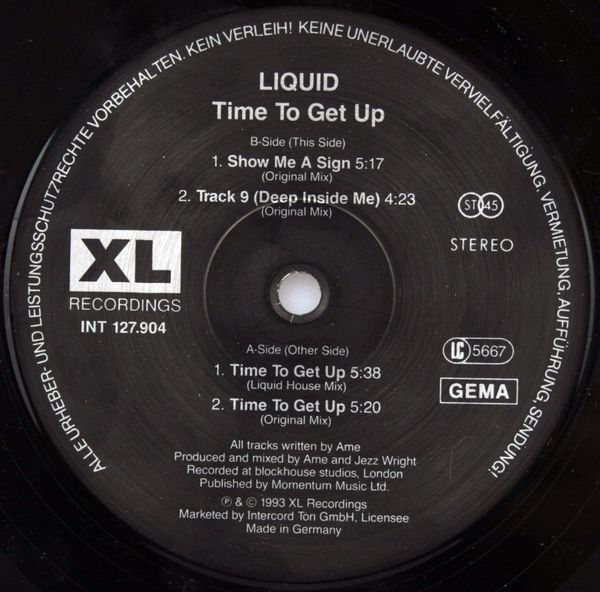 ALLE URHEBER- UND LEISTUNGSSCHUTZRECHTE VORBEHALTEN. KEIN VERLEIH! KEINE UNERLAUBTE VERVIELFÄLTIGUNG, VERMIETUNG, AUFFÜHRUNG, SENDUNG!
LIQUID
Time To Get Up
B-Side (This Side)
1. Show Me A Sign 5:17
(Original Mix)
2. Track 9 (Deep Inside Me) 4:23
(Original Mix)
ST 45
STEREO
XL
RECORDINGS
INT 127.904
A-Side (Other Side)
1. Time To Get Up 5:38
(Liquid House Mix)
2. Time To Get Up 5:20
(Original Mix)
LC 5667
GEMA
All tracks written by Ame
Produced and mixed by Ame and Jezz Wright
Recorded at blockhouse studios, London
Published by Momentum Music Ltd.
℗ & © 1993 XL Recordings
Marketed by Intercord Ton GmbH, Licensee
Made in Germany